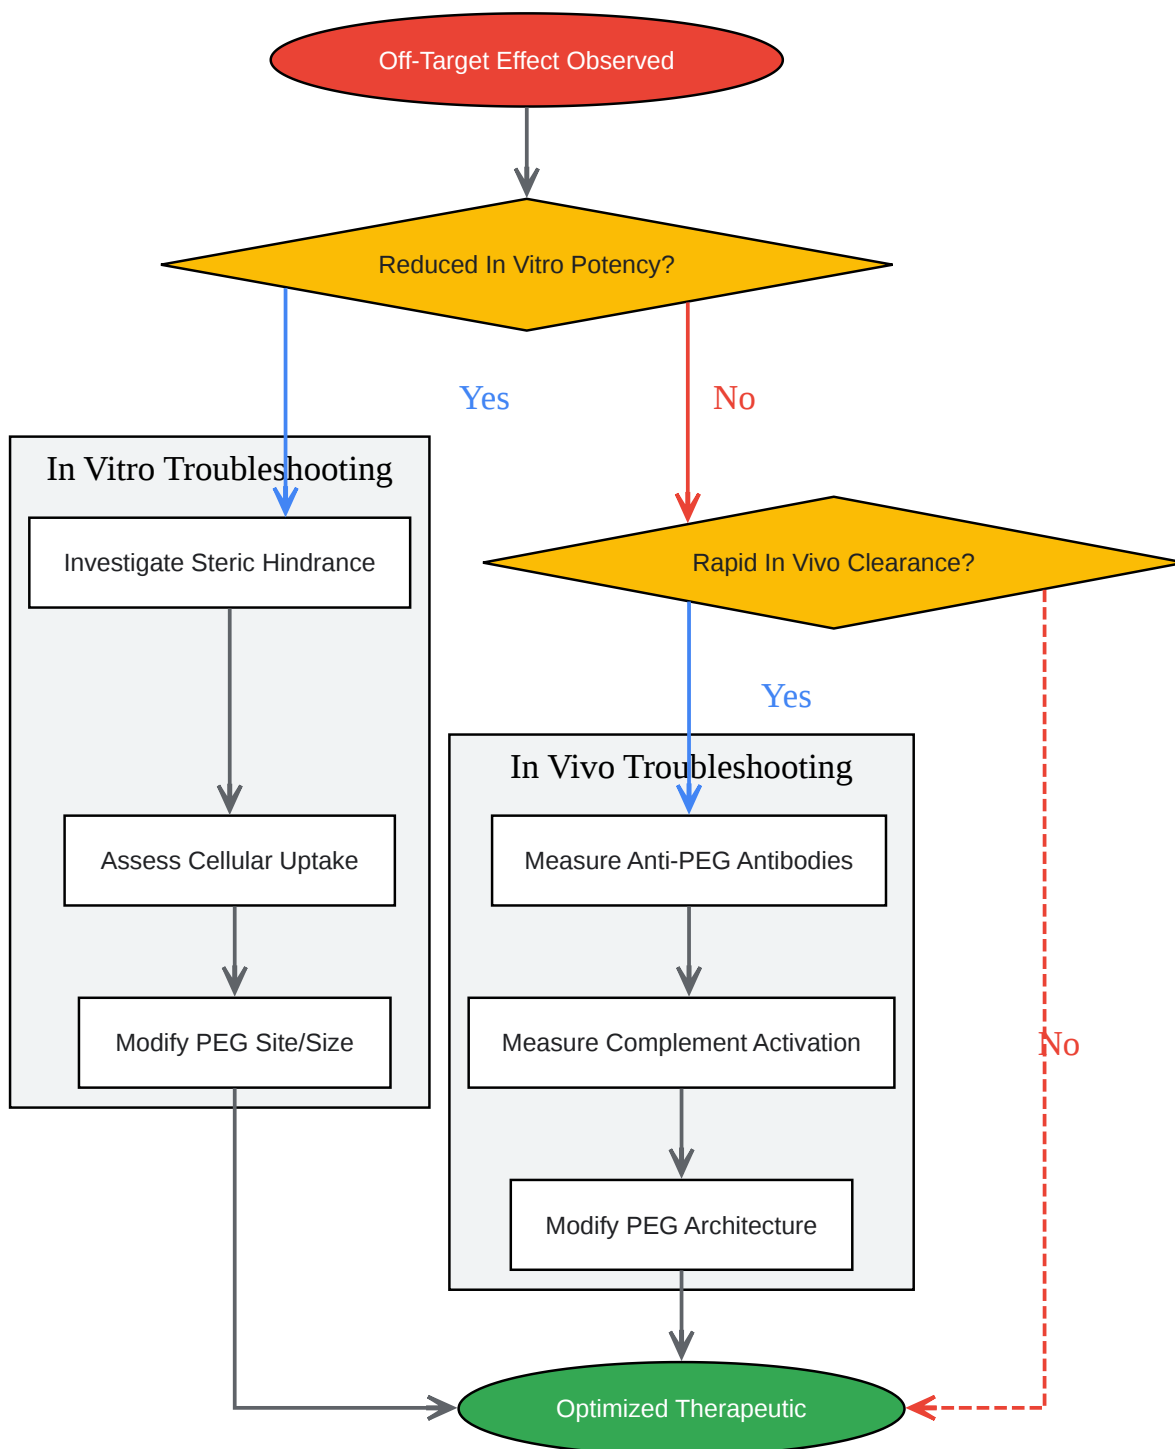 Off-Target Effect Observed
Reduced In Vitro Potency?
Yes
No
In Vitro Troubleshooting
Investigate Steric Hindrance
Rapid In Vivo Clearance?
Yes
In Vivo Troubleshooting
Assess Cellular Uptake
Measure Anti-PEG Antibodies
Modify PEG Site/Size
Measure Complement Activation
No
Modify PEG Architecture
Optimized Therapeutic